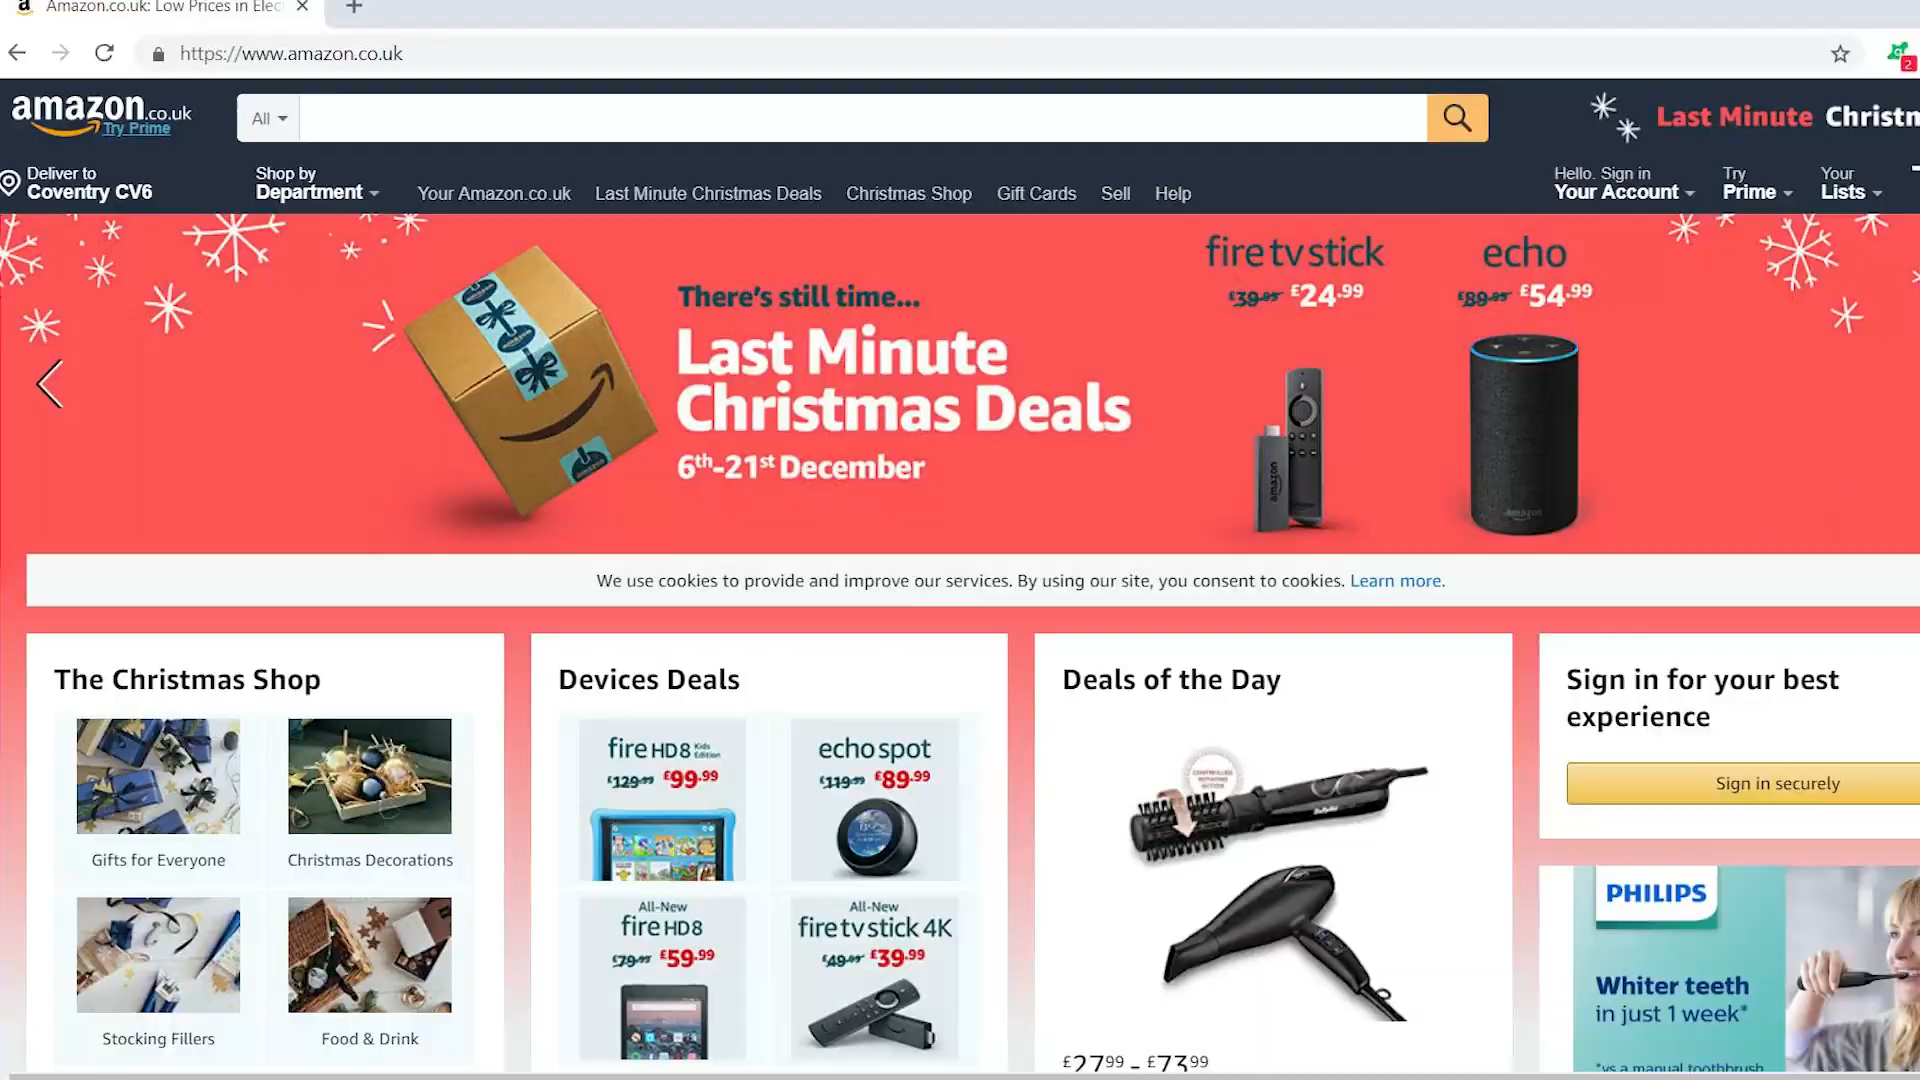 Amazon.co.uk: Low Prices in Elec
https://www.amazon.co.uk
2
amazon.co.uk
Try Prime
All
Last Minute Christm
Deliver to
Coventry CV6
Shop by
Department
Your Amazon.co.uk
Last Minute Christmas Deals
Christmas Shop
Gift Cards
Sell
Help
Hello. Sign in
Your Account
Try
Prime
Your
Lists
There's still time...
Last Minute
Christmas Deals
6th-21st December
fire tv stick
£39.99 £24.99
echo
£89.99 £54.99
amazon
amazon
We use cookies to provide and improve our services. By using our site, you consent to cookies. Learn more.
The Christmas Shop
Gifts for Everyone
Christmas Decorations
Stocking Fillers
Food & Drink
Devices Deals
fire HD8 Kids Edition
£129.99 £99.99
echo spot
£119.99 £89.99
All-New
fire HD8
£79.99 £59.99
All-New
fire tv stick 4K
£49.99 £39.99
Deals of the Day
£27.99 - £73.99
Sign in for your best
experience
Sign in securely
PHILIPS
Whiter teeth
in just 1 week*
*vs a manual toothbrush